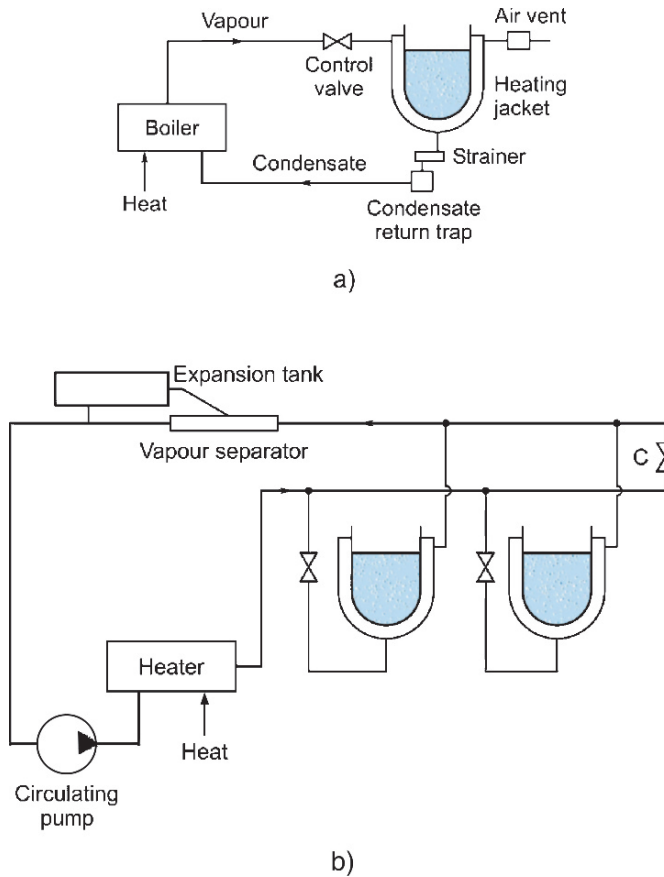 Vapour
Air vent
Control
valve
Heating
jacket
Boiler
Strainer
Condensate
Heat
Condensate
return trap
a)
Expansion tank
Vapour separator
C
Heater
Heat
Circulating
pump
b)